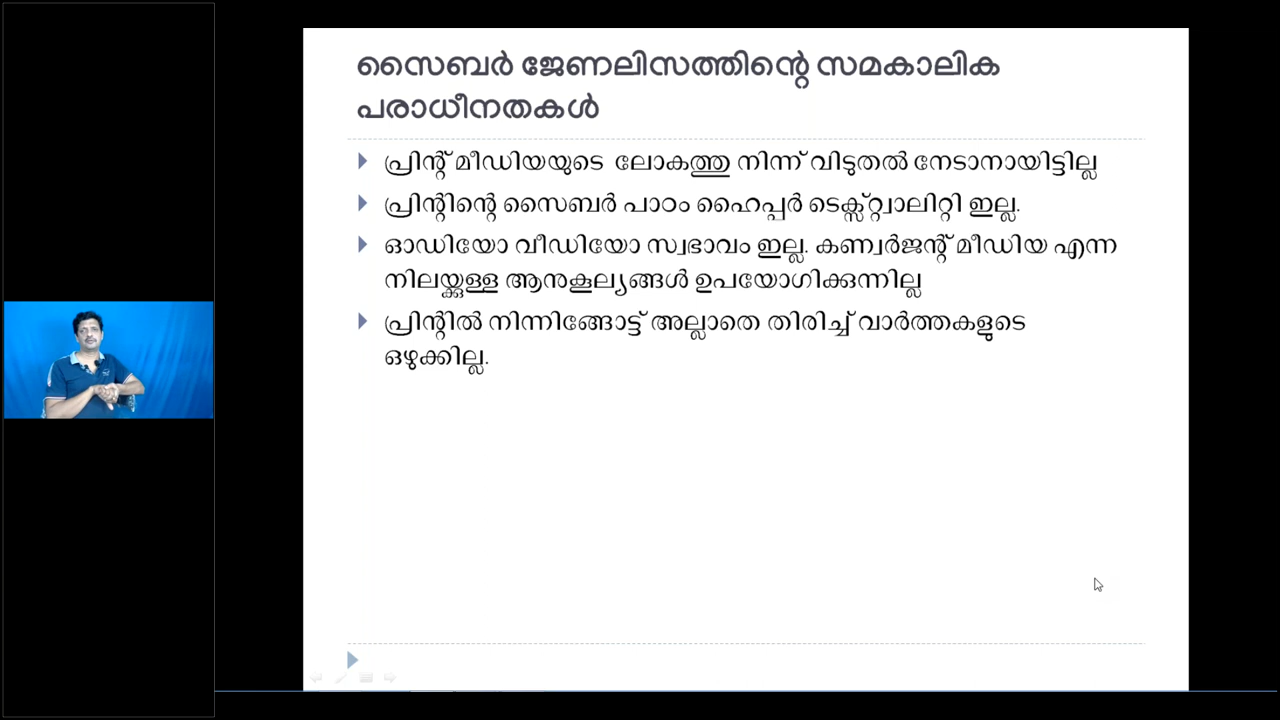 സൈബർ ജേണലിസത്തിന്റെ സമകാലിക
പരാധീനതകൾ
പ്രിന്റ് മീഡിയയുടെ ലോകത്തു നിന്ന് വിടുതൽ നേടാനായിട്ടില്ല
പ്രിന്റിന്റെ സൈബർ പാഠം ഹൈപ്പർ ടെക്സ്റ്റ്വാലിറ്റി ഇല്ല.
ഓഡിയോ വീഡിയോ സ്വഭാവം ഇല്ല. കൺവർജന്റ് മീഡിയ എന്ന
നിലയ്ക്കുള്ള ആനുകൂല്യങ്ങൾ ഉപയോഗിക്കുന്നില്ല
പ്രിന്റിൽ നിന്നിങ്ങോട്ട് അല്ലാതെ തിരിച്ച് വാർത്തകളുടെ
ഒഴുക്കില്ല.